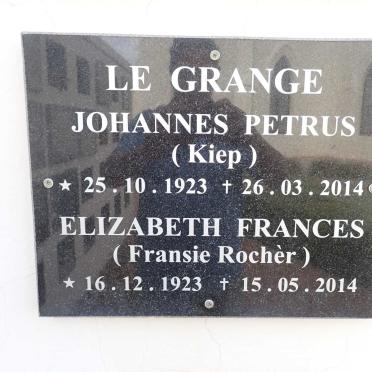 LE GRANGE
JOHANNES PETRUS
( Kiep )
★ 25 . 10 . 1923 † 26 . 03 . 2014
ELIZABETH FRANCES
( Fransie Rochèr )
★ 16 . 12 . 1923 † 15 . 05 . 2014